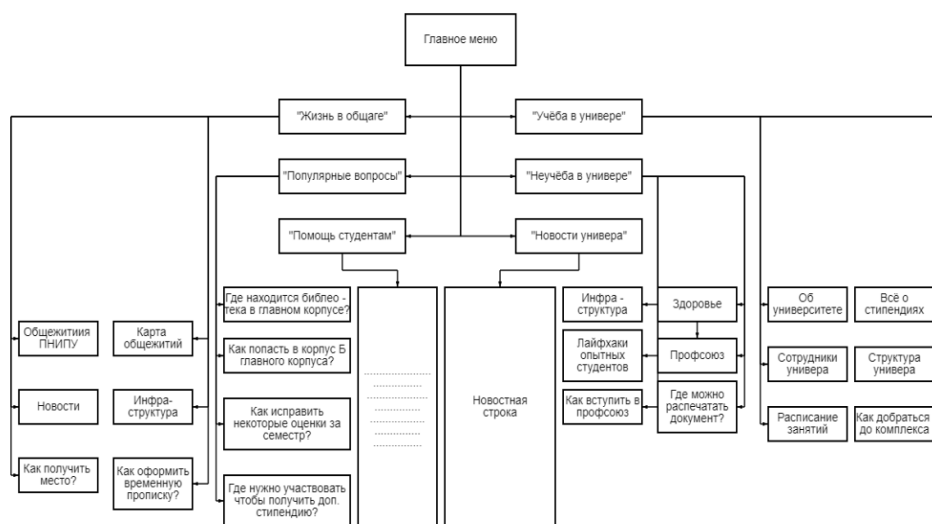 Главное меню
"Жизнь в общаге"
"Учёба в универе"
"Популярные вопросы"
"Неучёба в универе"
"Помощь студентам"
"Новости универа"
Общежитиия
ПНИПУ
Карта
общежитий
Новости
Инфра-
структура
Как получить
место?
Как оформить
временную
прописку?
Где находится библео -
тека в главном корпусе?
Как попасть в корпус Б
главного корпуса?
Как исправить
некоторые оценки за
семестр?
Где нужно участвовать
чтобы получить доп.
стипендию?
Новостная
строка
Инфра -
структура
Здоровье
Лайфхаки
опытных
студентов
Профсоюз
Как вступить в
профсоюз
Где можно
распечатать
документ?
Об
университете
Всё о
стипендиях
Сотрудники
универа
Структура
универа
Расписание
занятий
Как добраться
до комплекса